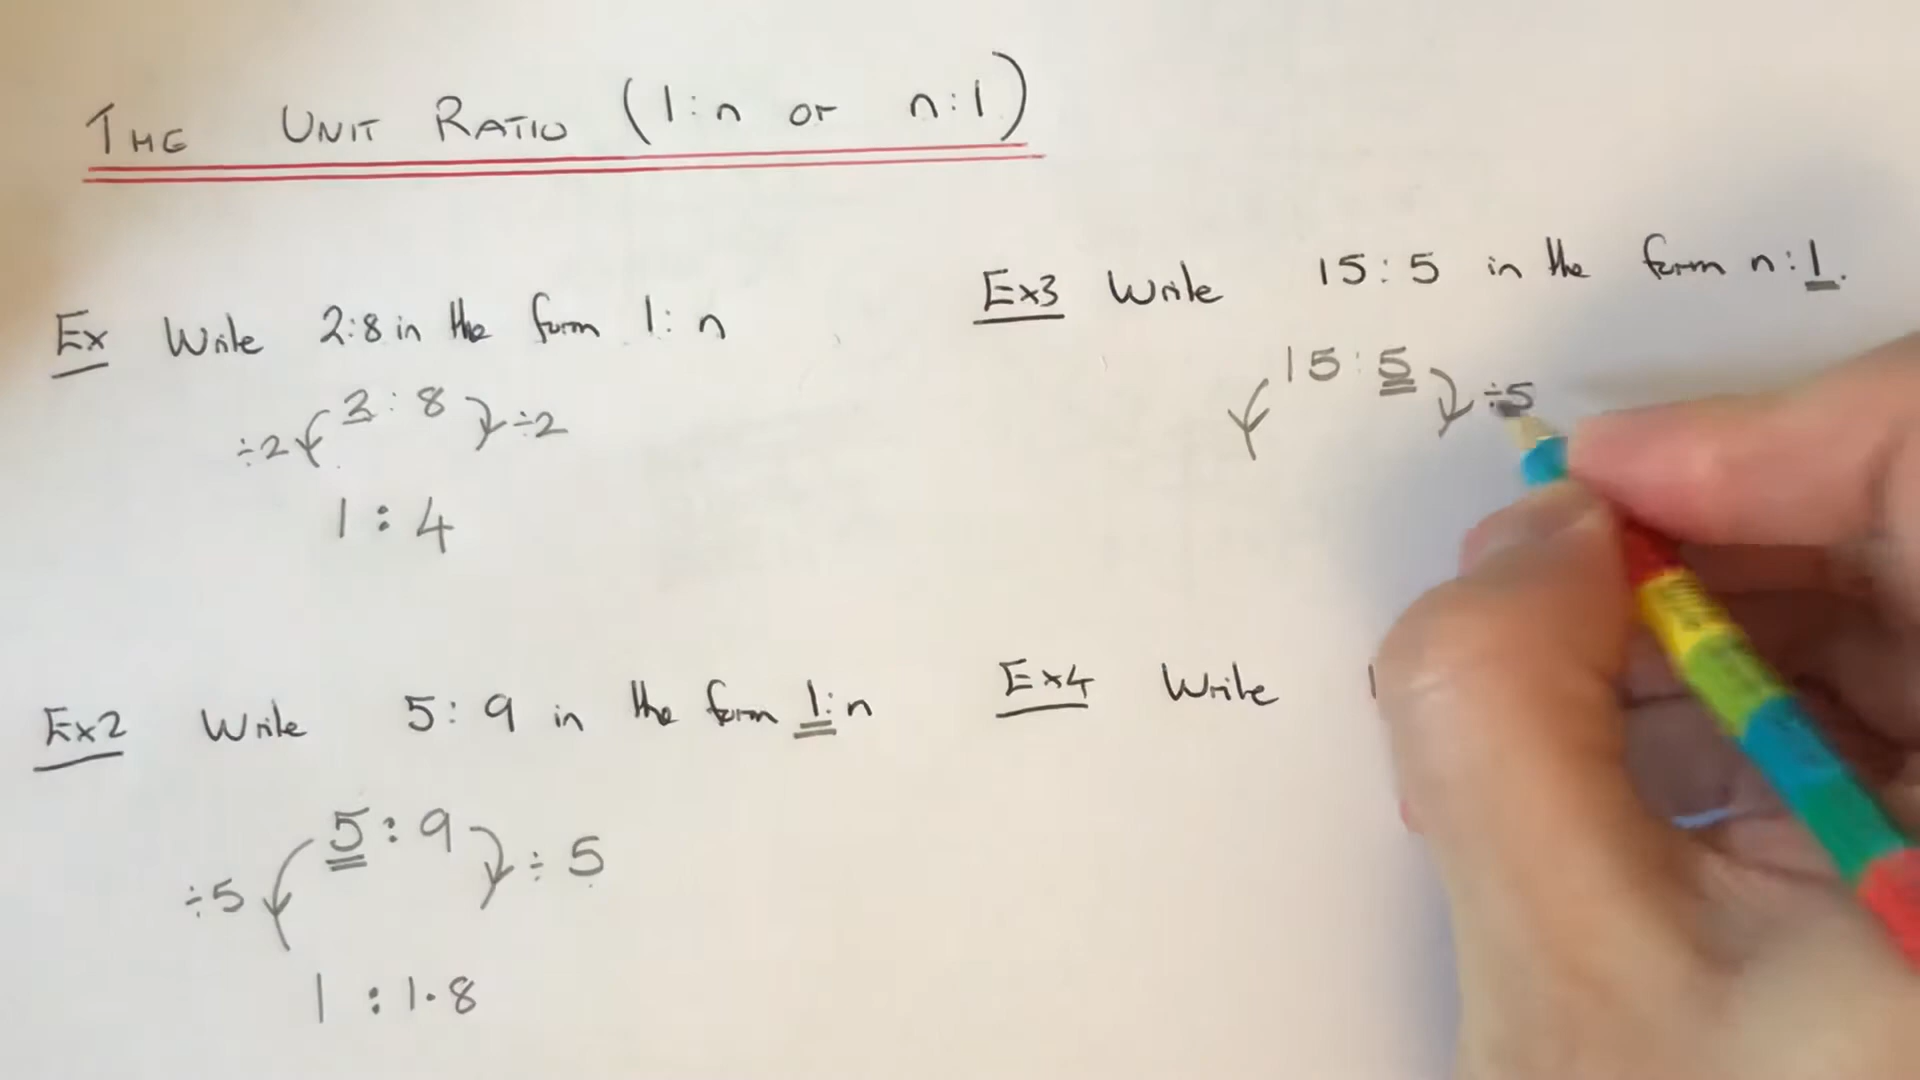 THE UNIT RATIO (1:n or n:1)
Ex Write 2:8 in the form 1:n
2:8
÷2 ÷2
1:4
Ex2 Write 5:9 in the form 1:n
5:9
÷5 ÷5
1:1·8
Ex3 Write 15:5 in the form n:1.
15:5
÷5
Ex4 Write 1